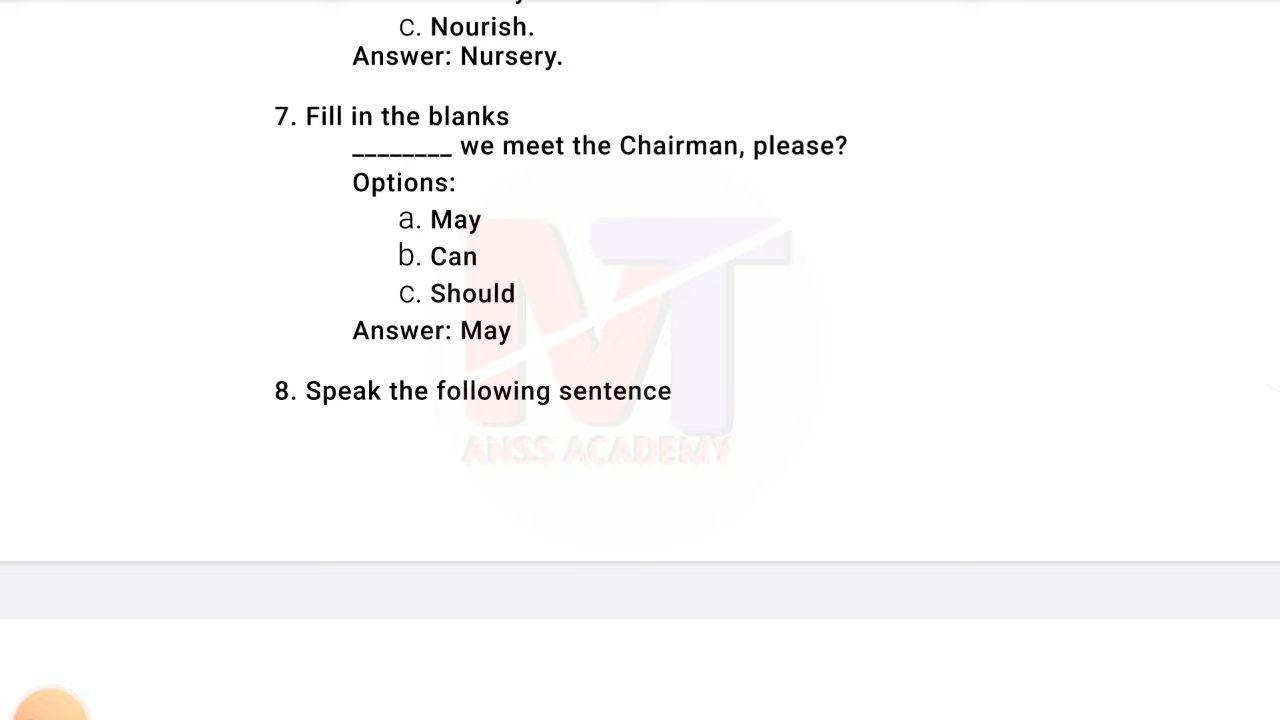 c. Nourish.
Answer: Nursery.
7. Fill in the blanks
________ we meet the Chairman, please?
Options:
a. May
b. Can
c. Should
Answer: May
8. Speak the following sentence
ANSS ACADEMY